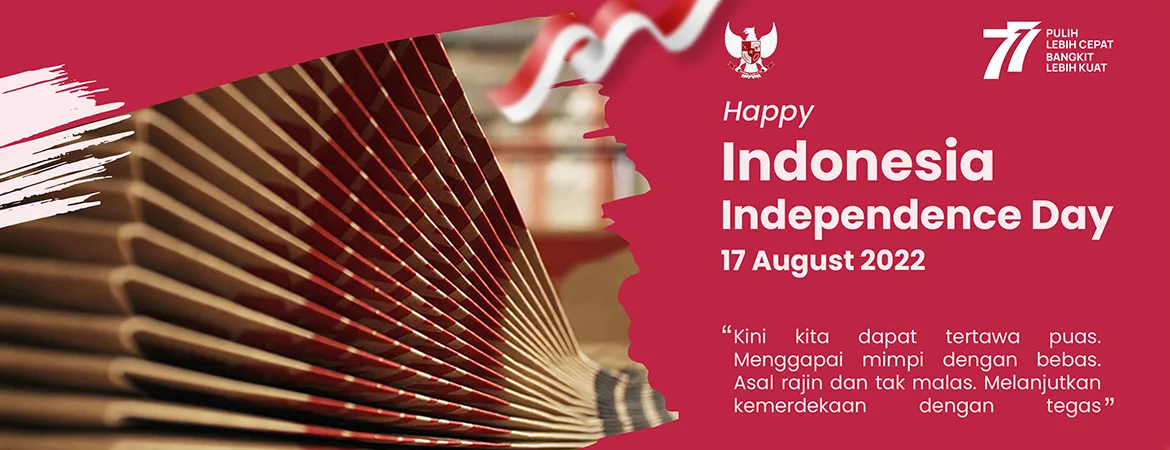 77
PULIH
LEBIH CEPAT
BANGKIT
LEBIH KUAT
Happy
Indonesia
Independence Day
17 August 2022
“Kini kita dapat tertawa puas.
Menggapai mimpi dengan bebas.
Asal rajin dan tak malas. Melanjutkan
kemerdekaan dengan tegas”